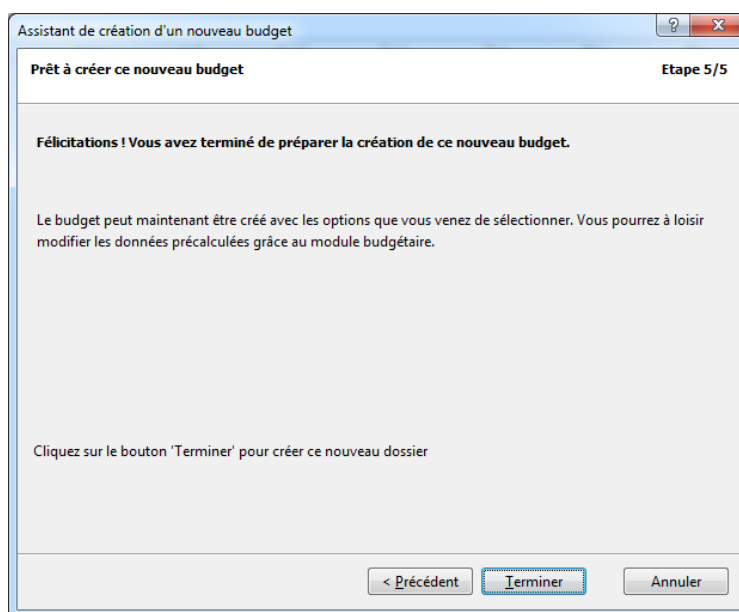 Assistant de création d'un nouveau budget
Prêt à créer ce nouveau budget Etape 5/5
Félicitations ! Vous avez terminé de préparer la création de ce nouveau budget.
Le budget peut maintenant être créé avec les options que vous venez de sélectionner. Vous pourrez à loisir
modifier les données précalculées grâce au module budgétaire.
Cliquez sur le bouton 'Terminer' pour créer ce nouveau dossier
< Précédent Terminer Annuler